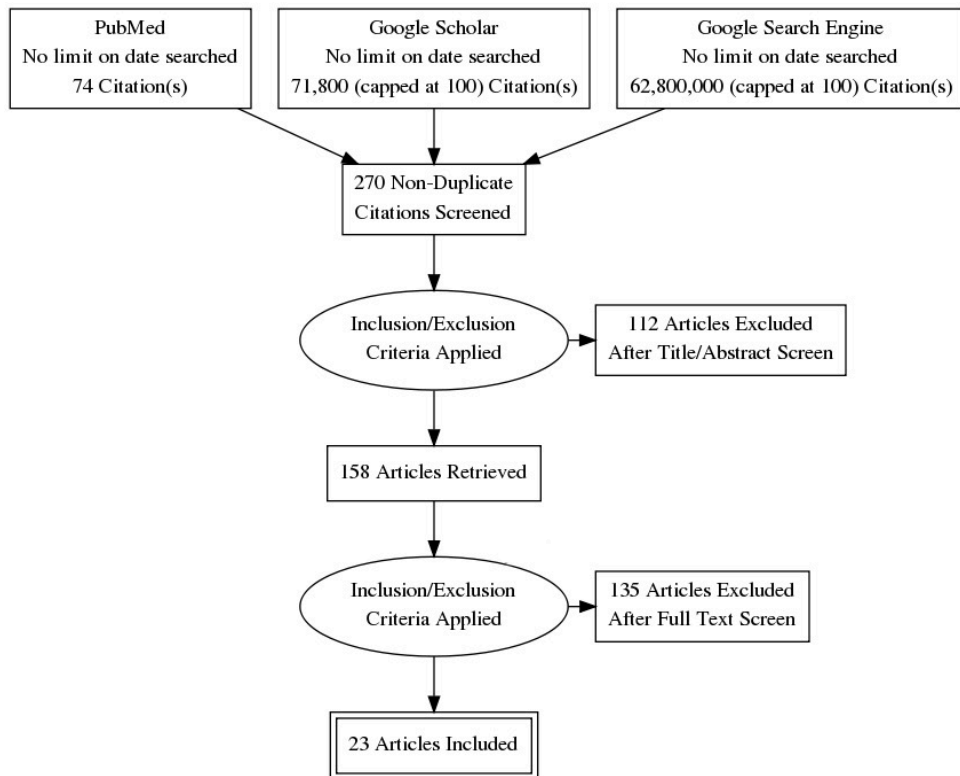 PubMed
No limit on date searched
74 Citation(s)
Google Scholar
No limit on date searched
71,800 (capped at 100) Citation(s)
Google Search Engine
No limit on date searched
62,800,000 (capped at 100) Citation(s)
270 Non-Duplicate
Citations Screened
Inclusion/Exclusion
Criteria Applied
112 Articles Excluded
After Title/Abstract Screen
158 Articles Retrieved
Inclusion/Exclusion
Criteria Applied
135 Articles Excluded
After Full Text Screen
23 Articles Included